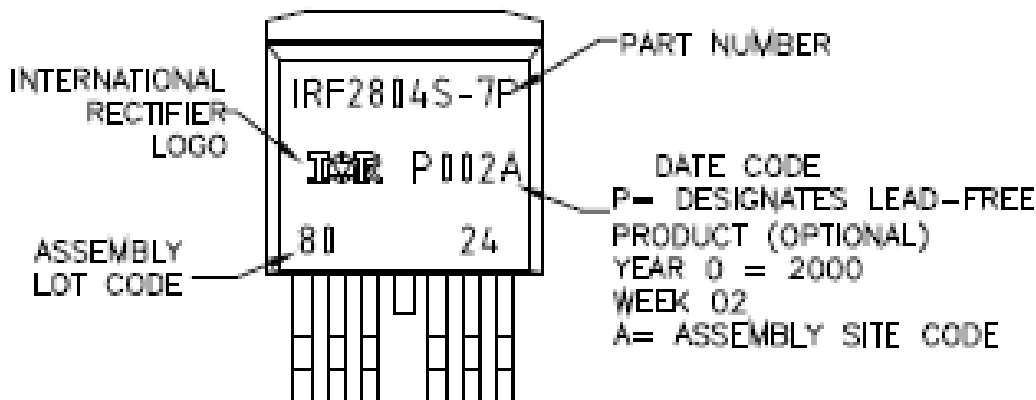 INTERNATIONAL
RECTIFIER
LOGO
ASSEMBLY
LOT CODE
IRF2804S-7P
IOR P002A
80 24
PART NUMBER
DATE CODE
P= DESIGNATES LEAD-FREE
PRODUCT (OPTIONAL)
YEAR 0 = 2000
WEEK 02
A= ASSEMBLY SITE CODE